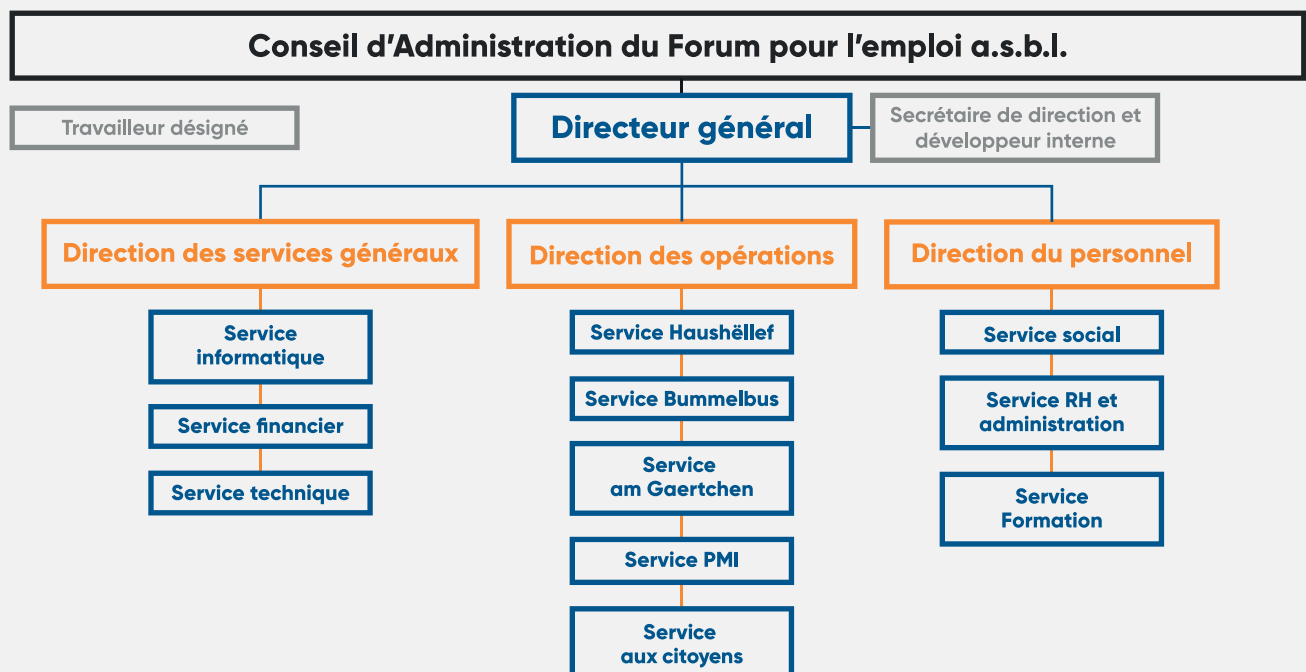 Conseil d'Administration du Forum pour l'emploi a.s.b.l.
Travailleur désigné
Directeur général
Secrétaire de direction et
développeur interne
Direction des services généraux
Direction des opérations
Direction du personnel
Service
informatique
Service financier
Service technique
Service Haushëllef
Service Bummelbus
Service
am Gaertchen
Service PMI
Service
aux citoyens
Service social
Service RH et
administration
Service
Formation